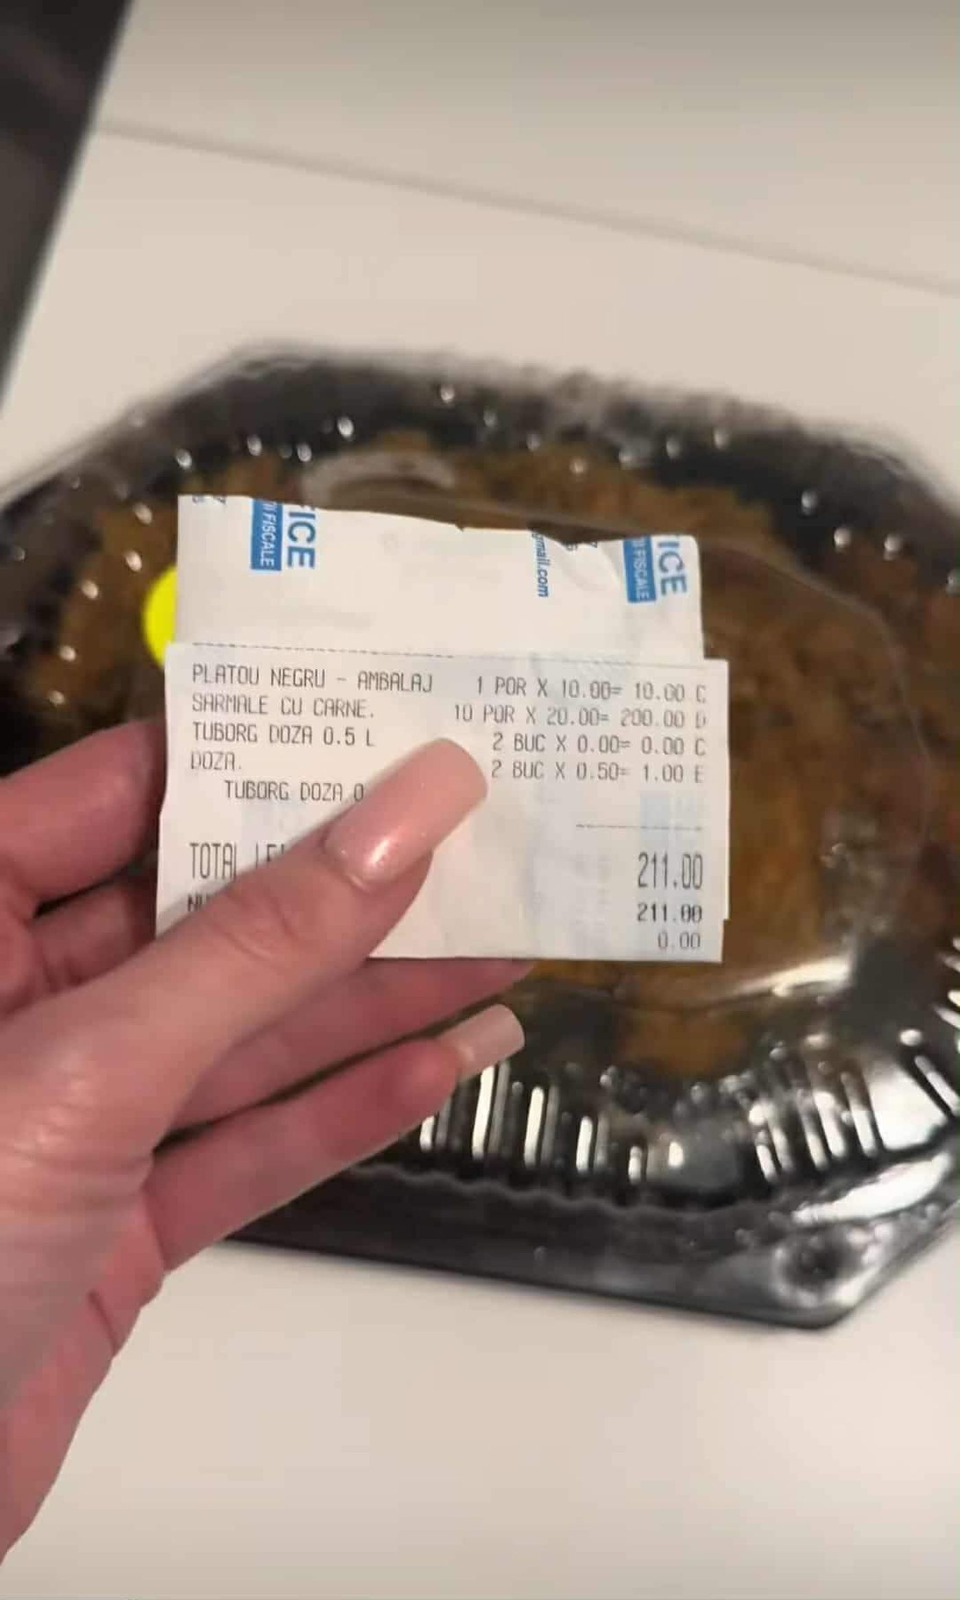 ICE
I FISCALE
gmail.com
ICE
I FISCALE
PLATOU NEGRU - AMBALAJ 1 POR X 10.00= 10.00 C
SARMALE CU CARNE. 10 POR X 20.00= 200.00 D
TUBORG DOZA 0.5 L 2 BUC X 0.00= 0.00 C
DOZA. 2 BUC X 0.50= 1.00 E
TUBORG DOZA 0
TOTAL 211.00
211.00
0.00